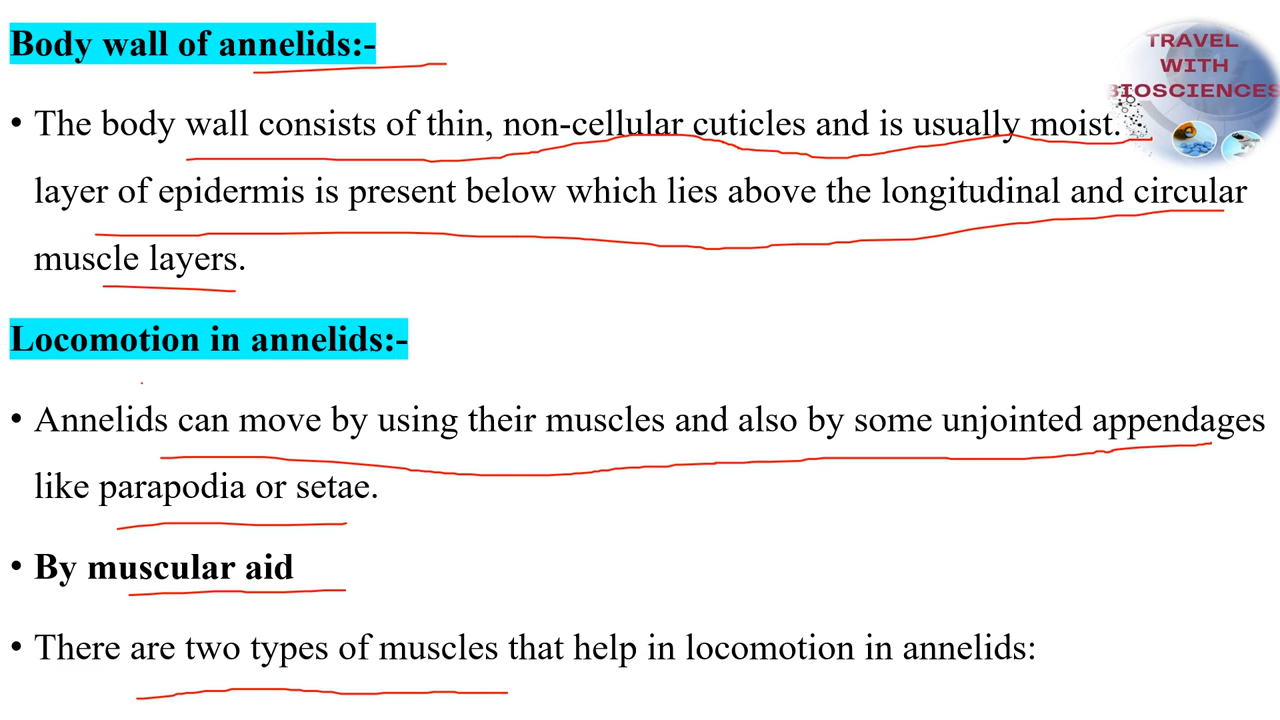 Body wall of annelids:-
TRAVEL
WITH
BIOSCIENCES
• The body wall consists of thin, non-cellular cuticles and is usually moist.
layer of epidermis is present below which lies above the longitudinal and circular
muscle layers.
Locomotion in annelids:-
• Annelids can move by using their muscles and also by some unjointed appendages
like parapodia or setae.
• By muscular aid
• There are two types of muscles that help in locomotion in annelids: